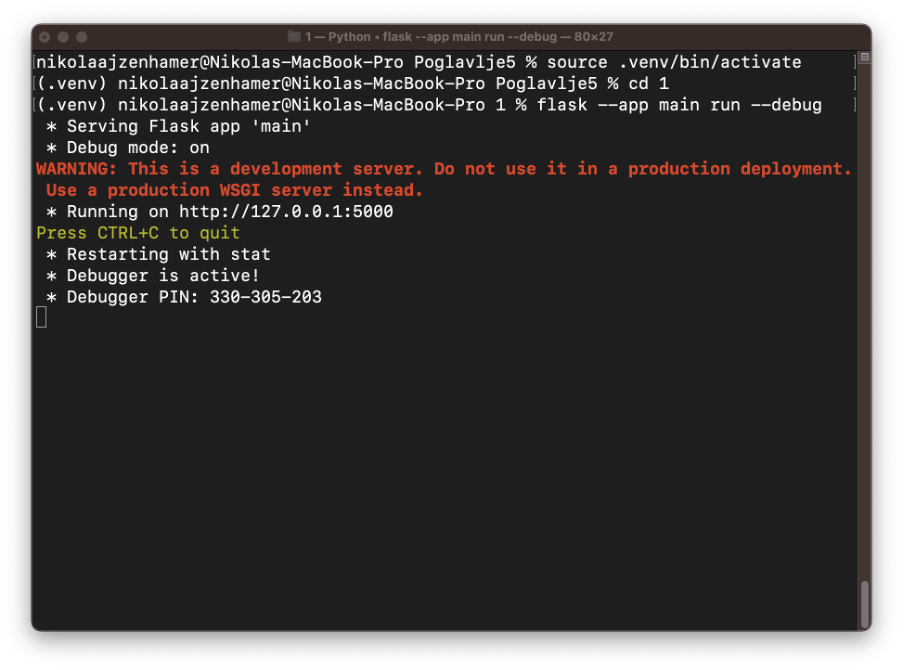 1 — Python ◂ flask --app main run --debug — 80×27
[nikolaajzenhamer@Nikolas-MacBook-Pro Poglavlje5 % source .venv/bin/activate ]
[(.venv) nikolaajzenhamer@Nikolas-MacBook-Pro Poglavlje5 % cd 1 ]
[(.venv) nikolaajzenhamer@Nikolas-MacBook-Pro 1 % flask --app main run --debug ]
* Serving Flask app 'main'
* Debug mode: on
WARNING: This is a development server. Do not use it in a production deployment.
Use a production WSGI server instead.
* Running on http://127.0.0.1:5000
Press CTRL+C to quit
* Restarting with stat
* Debugger is active!
* Debugger PIN: 330-305-203